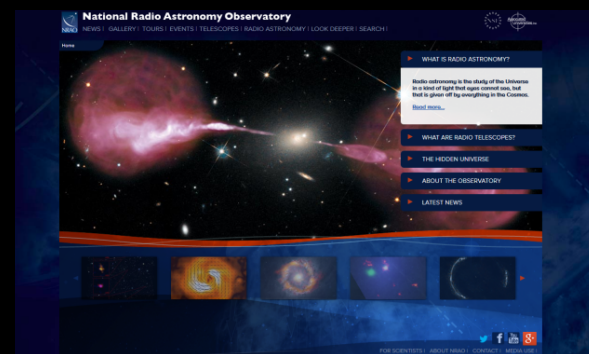 National Radio Astronomy Observatory
NRAO
NEWS | GALLERY | TOURS | EVENTS | TELESCOPES | RADIO ASTRONOMY | LOOK DEEPER | SEARCH |
Home
WHAT IS RADIO ASTRONOMY?
Radio astronomy is the study of the Universe
in a kind of light that eyes cannot see, but
that is given off by everything in the Cosmos.
Read more...
WHAT ARE RADIO TELESCOPES?
THE HIDDEN UNIVERSE
ABOUT THE OBSERVATORY
LATEST NEWS
FOR SCIENTISTS | ABOUT NRAO | CONTACT | MEDIA USE |